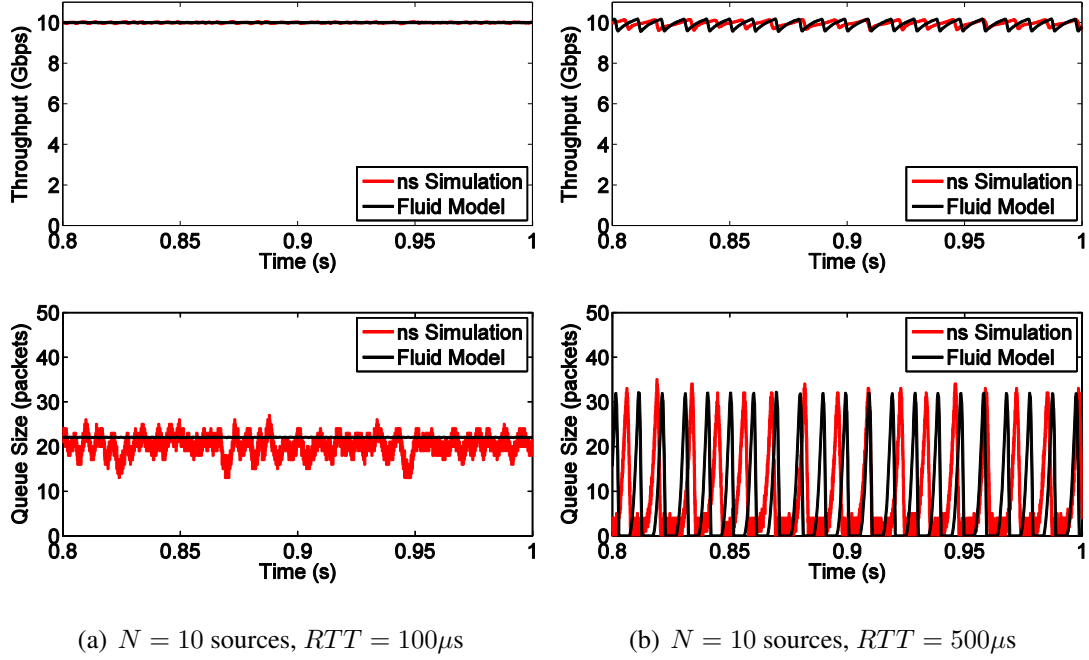 Throughput (Gbps)
10
8
6
4
2
0
ns Simulation
Fluid Model
0.8 0.85 0.9 0.95 1
Time (s)
Throughput (Gbps)
10
8
6
4
2
0
ns Simulation
Fluid Model
0.8 0.85 0.9 0.95 1
Time (s)
Queue Size (packets)
50
40
30
20
10
0
ns Simulation
Fluid Model
0.8 0.85 0.9 0.95 1
Time (s)
Queue Size (packets)
50
40
30
20
10
0
ns Simulation
Fluid Model
0.8 0.85 0.9 0.95 1
Time (s)
(a) N = 10 sources, RTT = 100μs
(b) N = 10 sources, RTT = 500μs